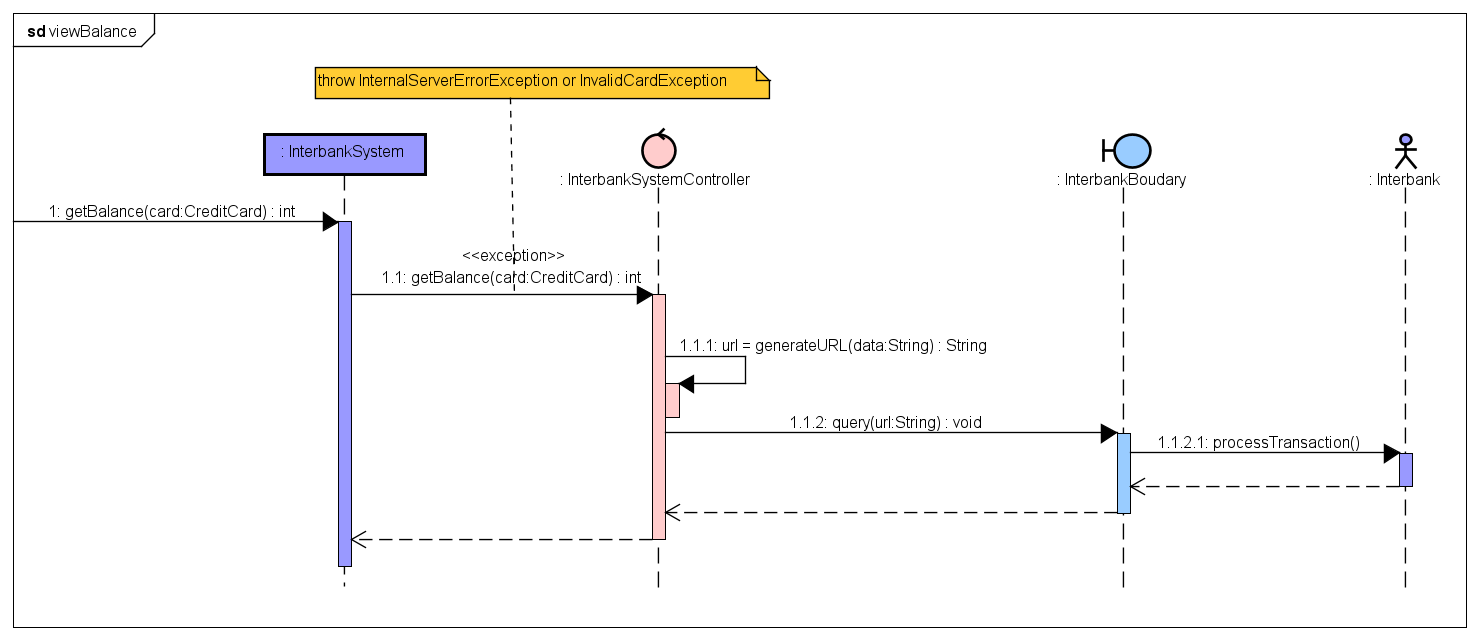 sd viewBalance
throw InternalServerErrorException or InvalidCardException
: InterbankSystem
: InterbankSystemController
: InterbankBoudary
: Interbank
1: getBalance(card:CreditCard) : int
<<exception>>
1.1: getBalance(card:CreditCard) : int
1.1.1: url = generateURL(data:String) : String
1.1.2: query(url:String) : void
1.1.2.1: processTransaction()